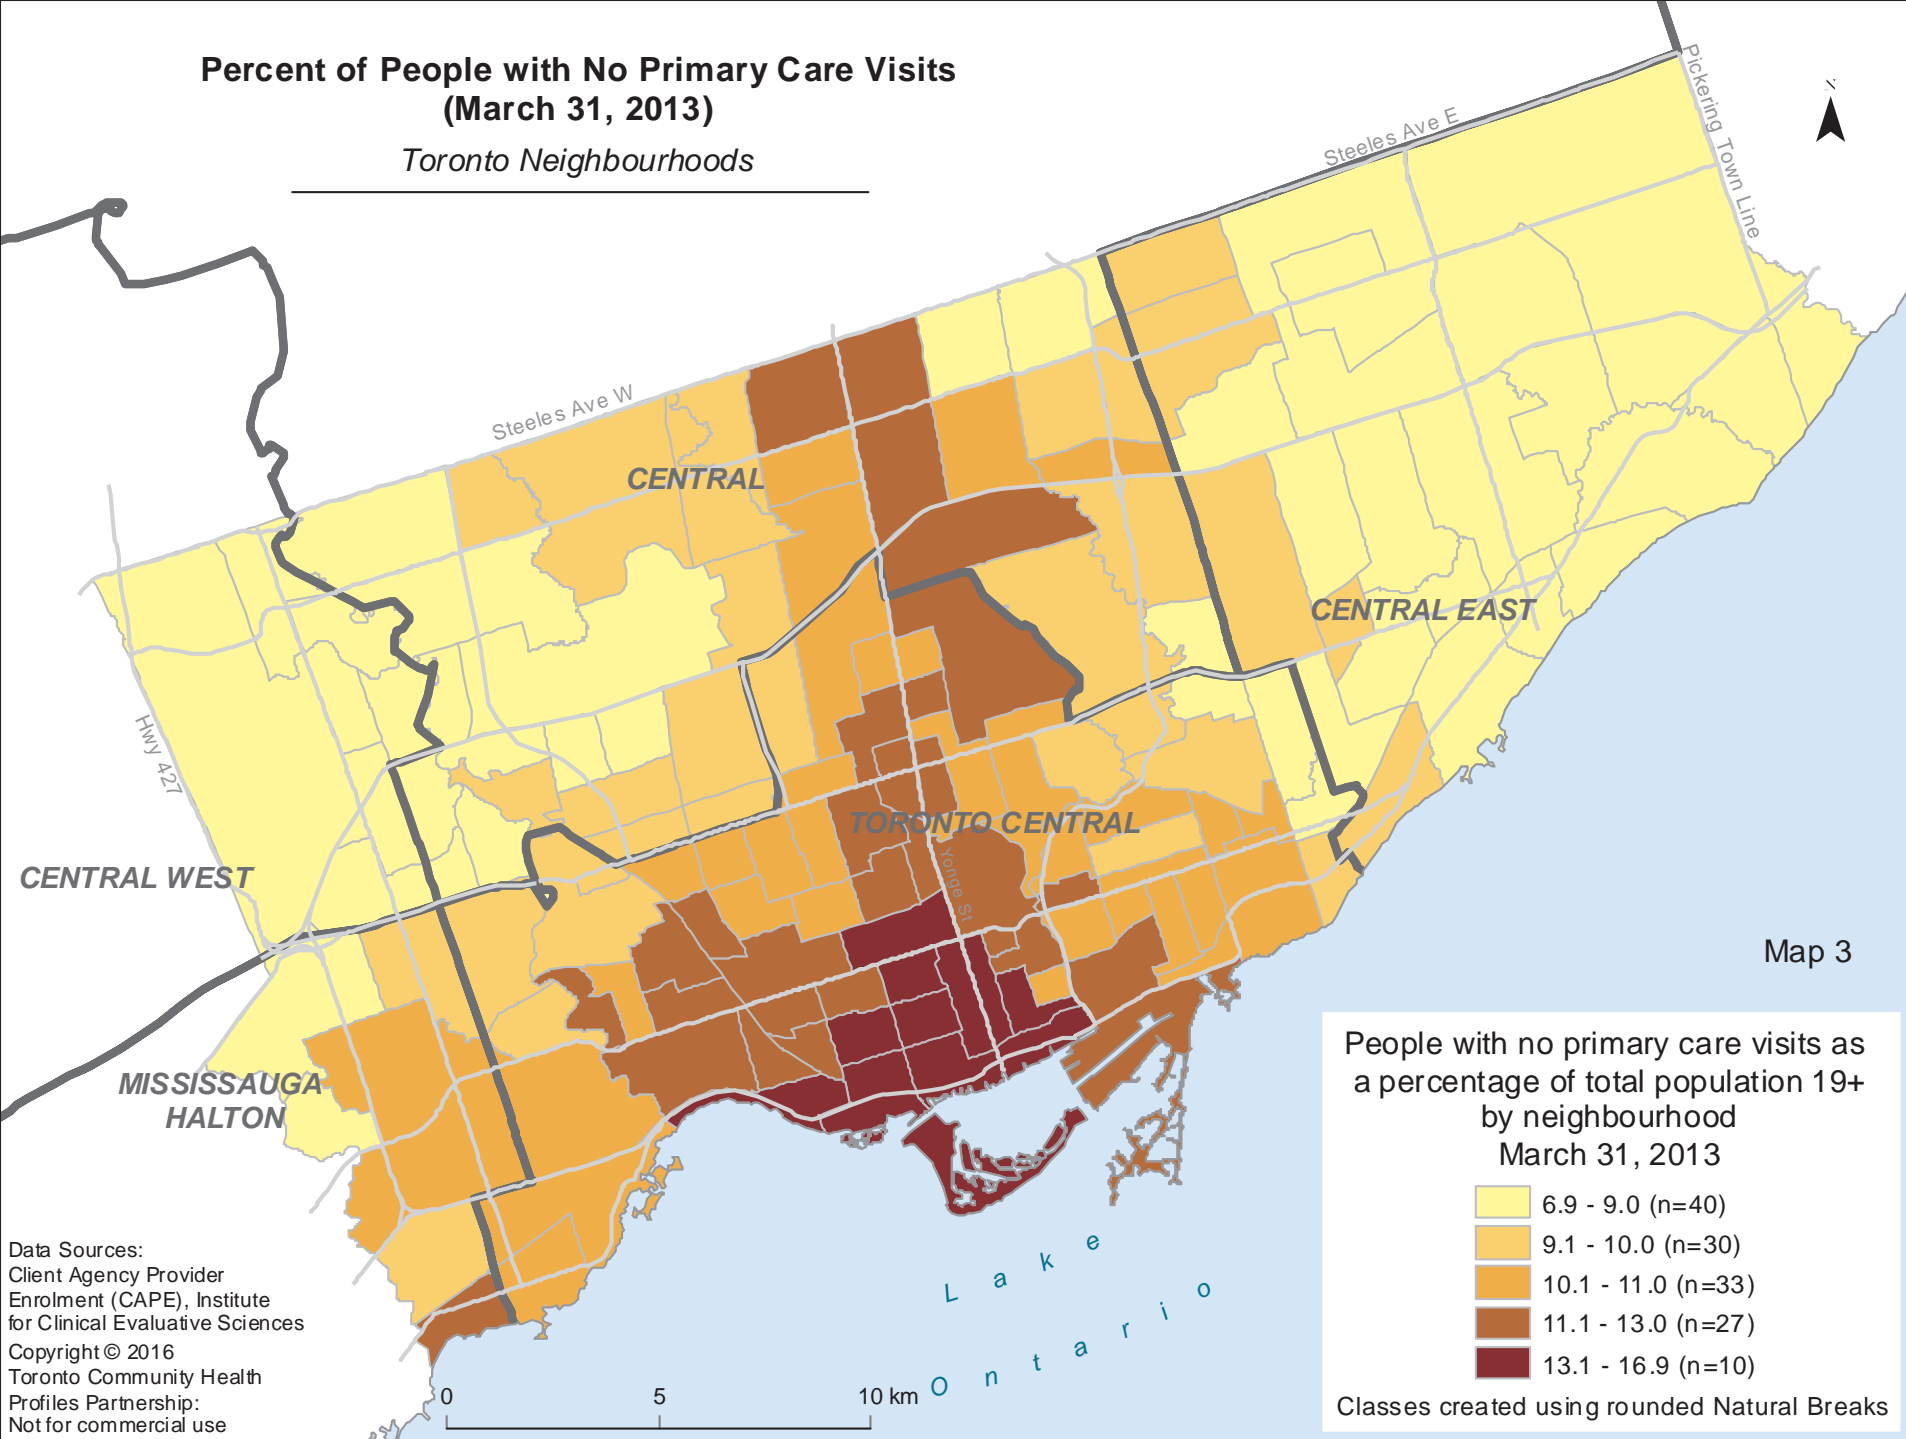 Percent of People with No Primary Care Visits
(March 31, 2013)
Toronto Neighbourhoods
Pickering Town Line
N
Steeles Ave E
Steeles Ave W
CENTRAL
CENTRAL EAST
Hwy 427
TORONTO CENTRAL
CENTRAL WEST
Yonge St
Map 3
MISSISSAUGA
HALTON
People with no primary care visits as
a percentage of total population 19+
by neighbourhood
March 31, 2013
6.9 - 9.0 (n=40)
9.1 - 10.0 (n=30)
10.1 - 11.0 (n=33)
11.1 - 13.0 (n=27)
13.1 - 16.9 (n=10)
Classes created using rounded Natural Breaks
Lake
Ontario
Data Sources:
Client Agency Provider
Enrolment (CAPE), Institute
for Clinical Evaluative Sciences
Copyright © 2016
Toronto Community Health
Profiles Partnership:
Not for commercial use
0 5 10 km